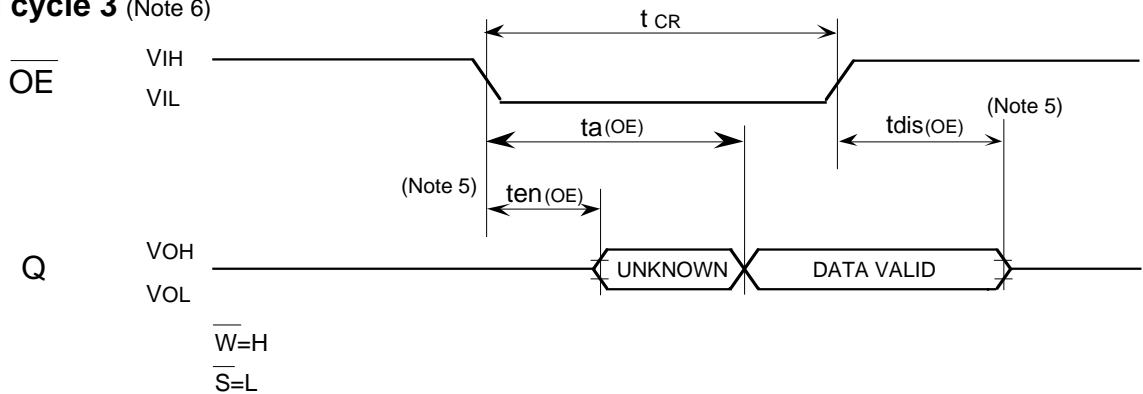 cycle 3 (Note 6)
t CR
OE
VIH
VIL
(Note 5)
ta(OE)
tdis(OE)
(Note 5)
ten(OE)
Q
VOH
VOL
UNKNOWN
DATA VALID
W=H
S=L